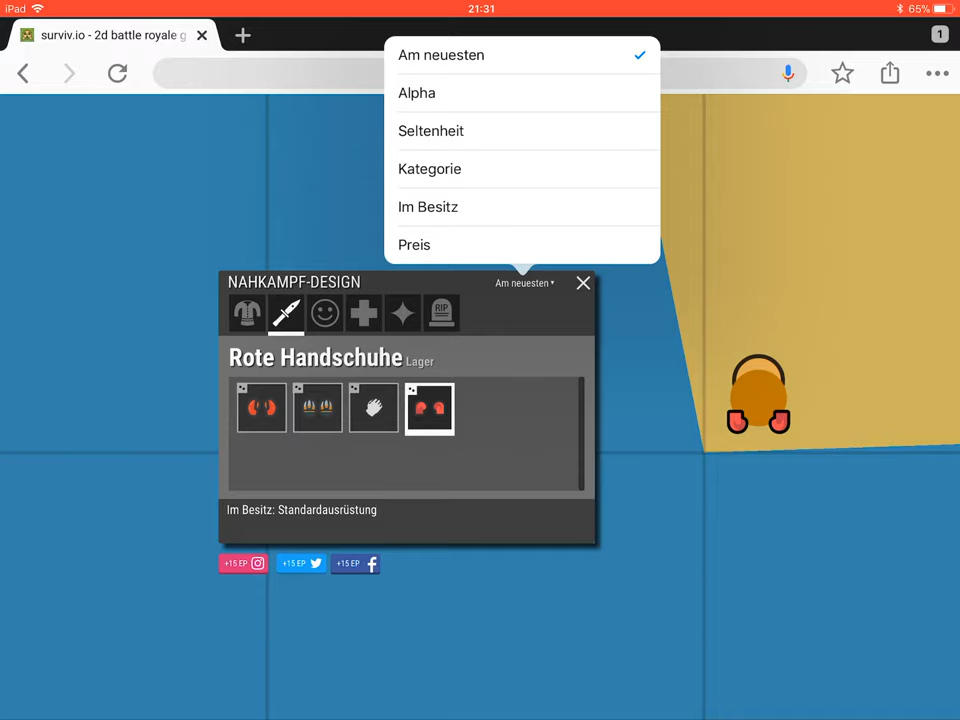 iPad 21:31 65%
surviv.io - 2d battle royale g
1
Am neuesten
Alpha
Seltenheit
Kategorie
Im Besitz
Preis
NAHKAMPF-DESIGN Am neuesten
RIP
Rote Handschuhe Lager
Im Besitz: Standardausrüstung
+15 EP +15 EP +15 EP